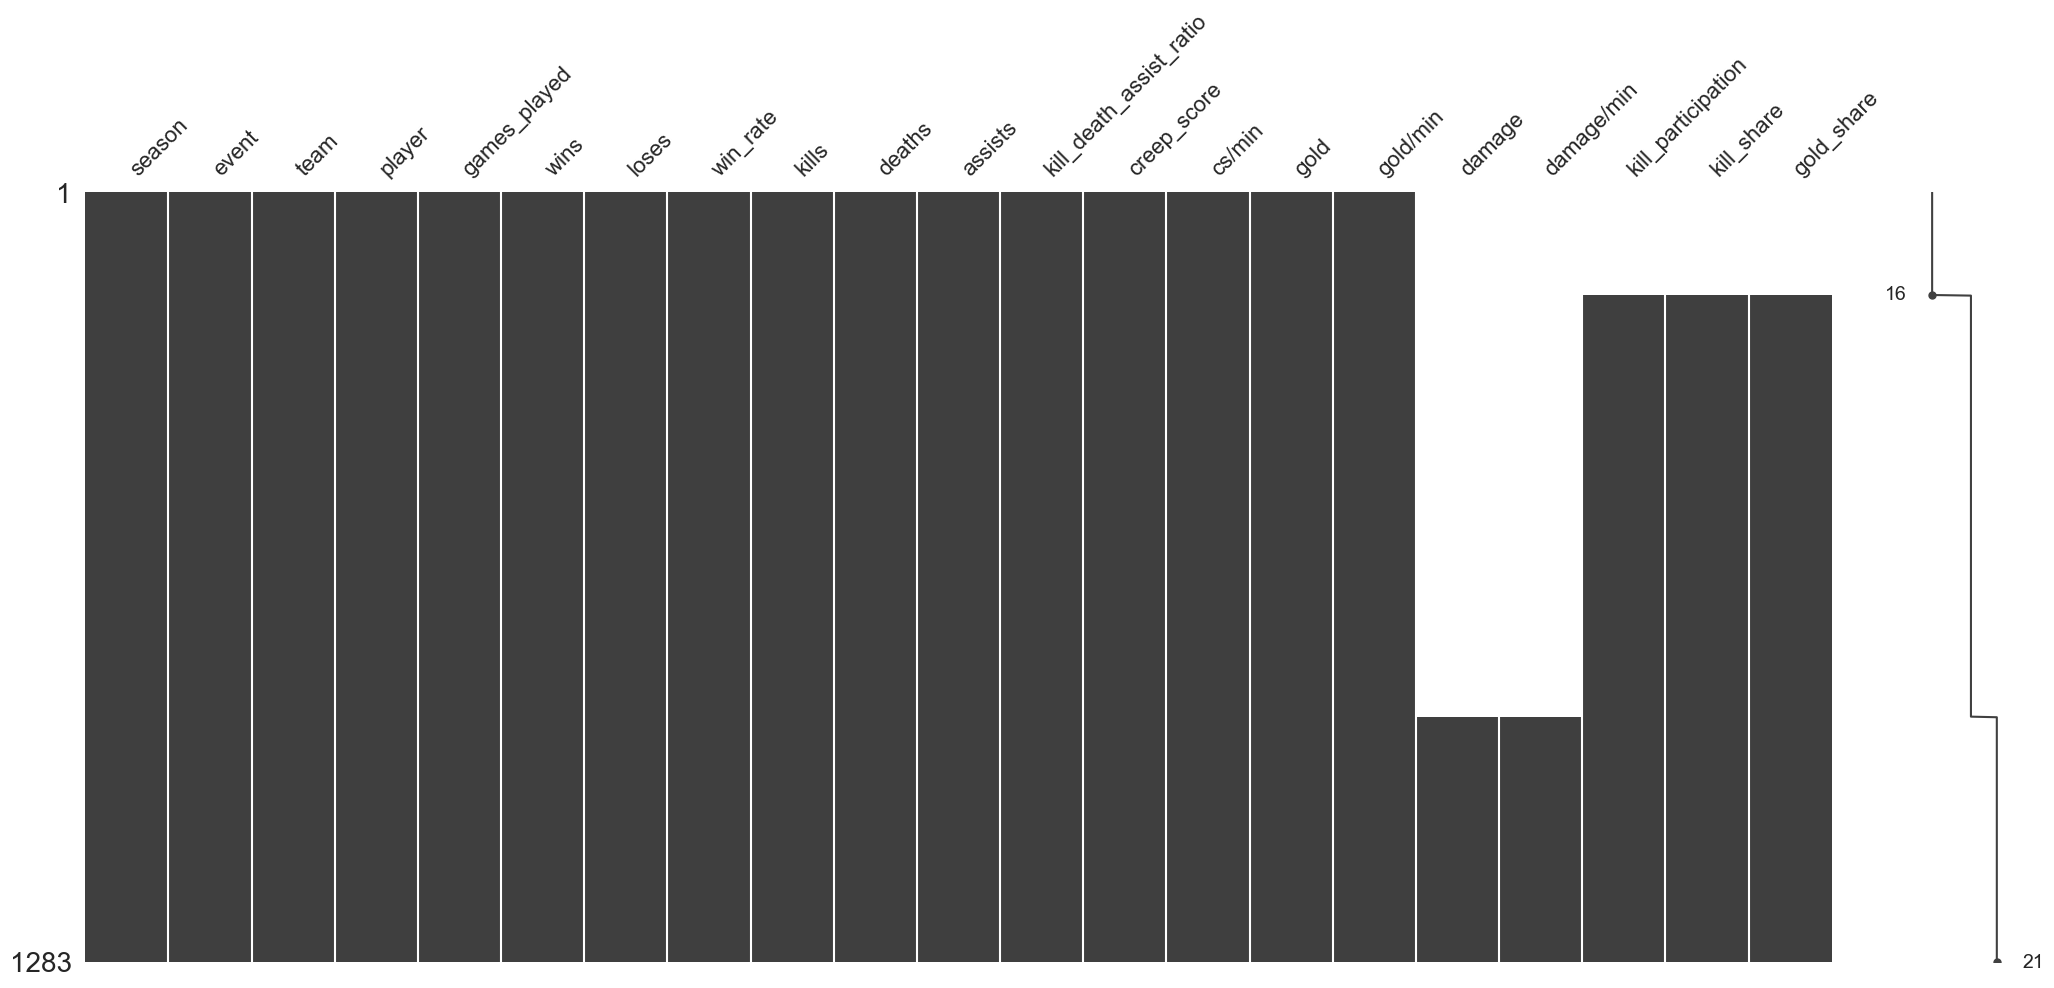 season
event
team
player
games_played
wins
loses
win_rate
kills
deaths
assists
kill_death_assist_ratio
creep_score
cs/min
gold
gold/min
damage
damage/min
kill_participation
kill_share
gold_share
1
16
1283
21